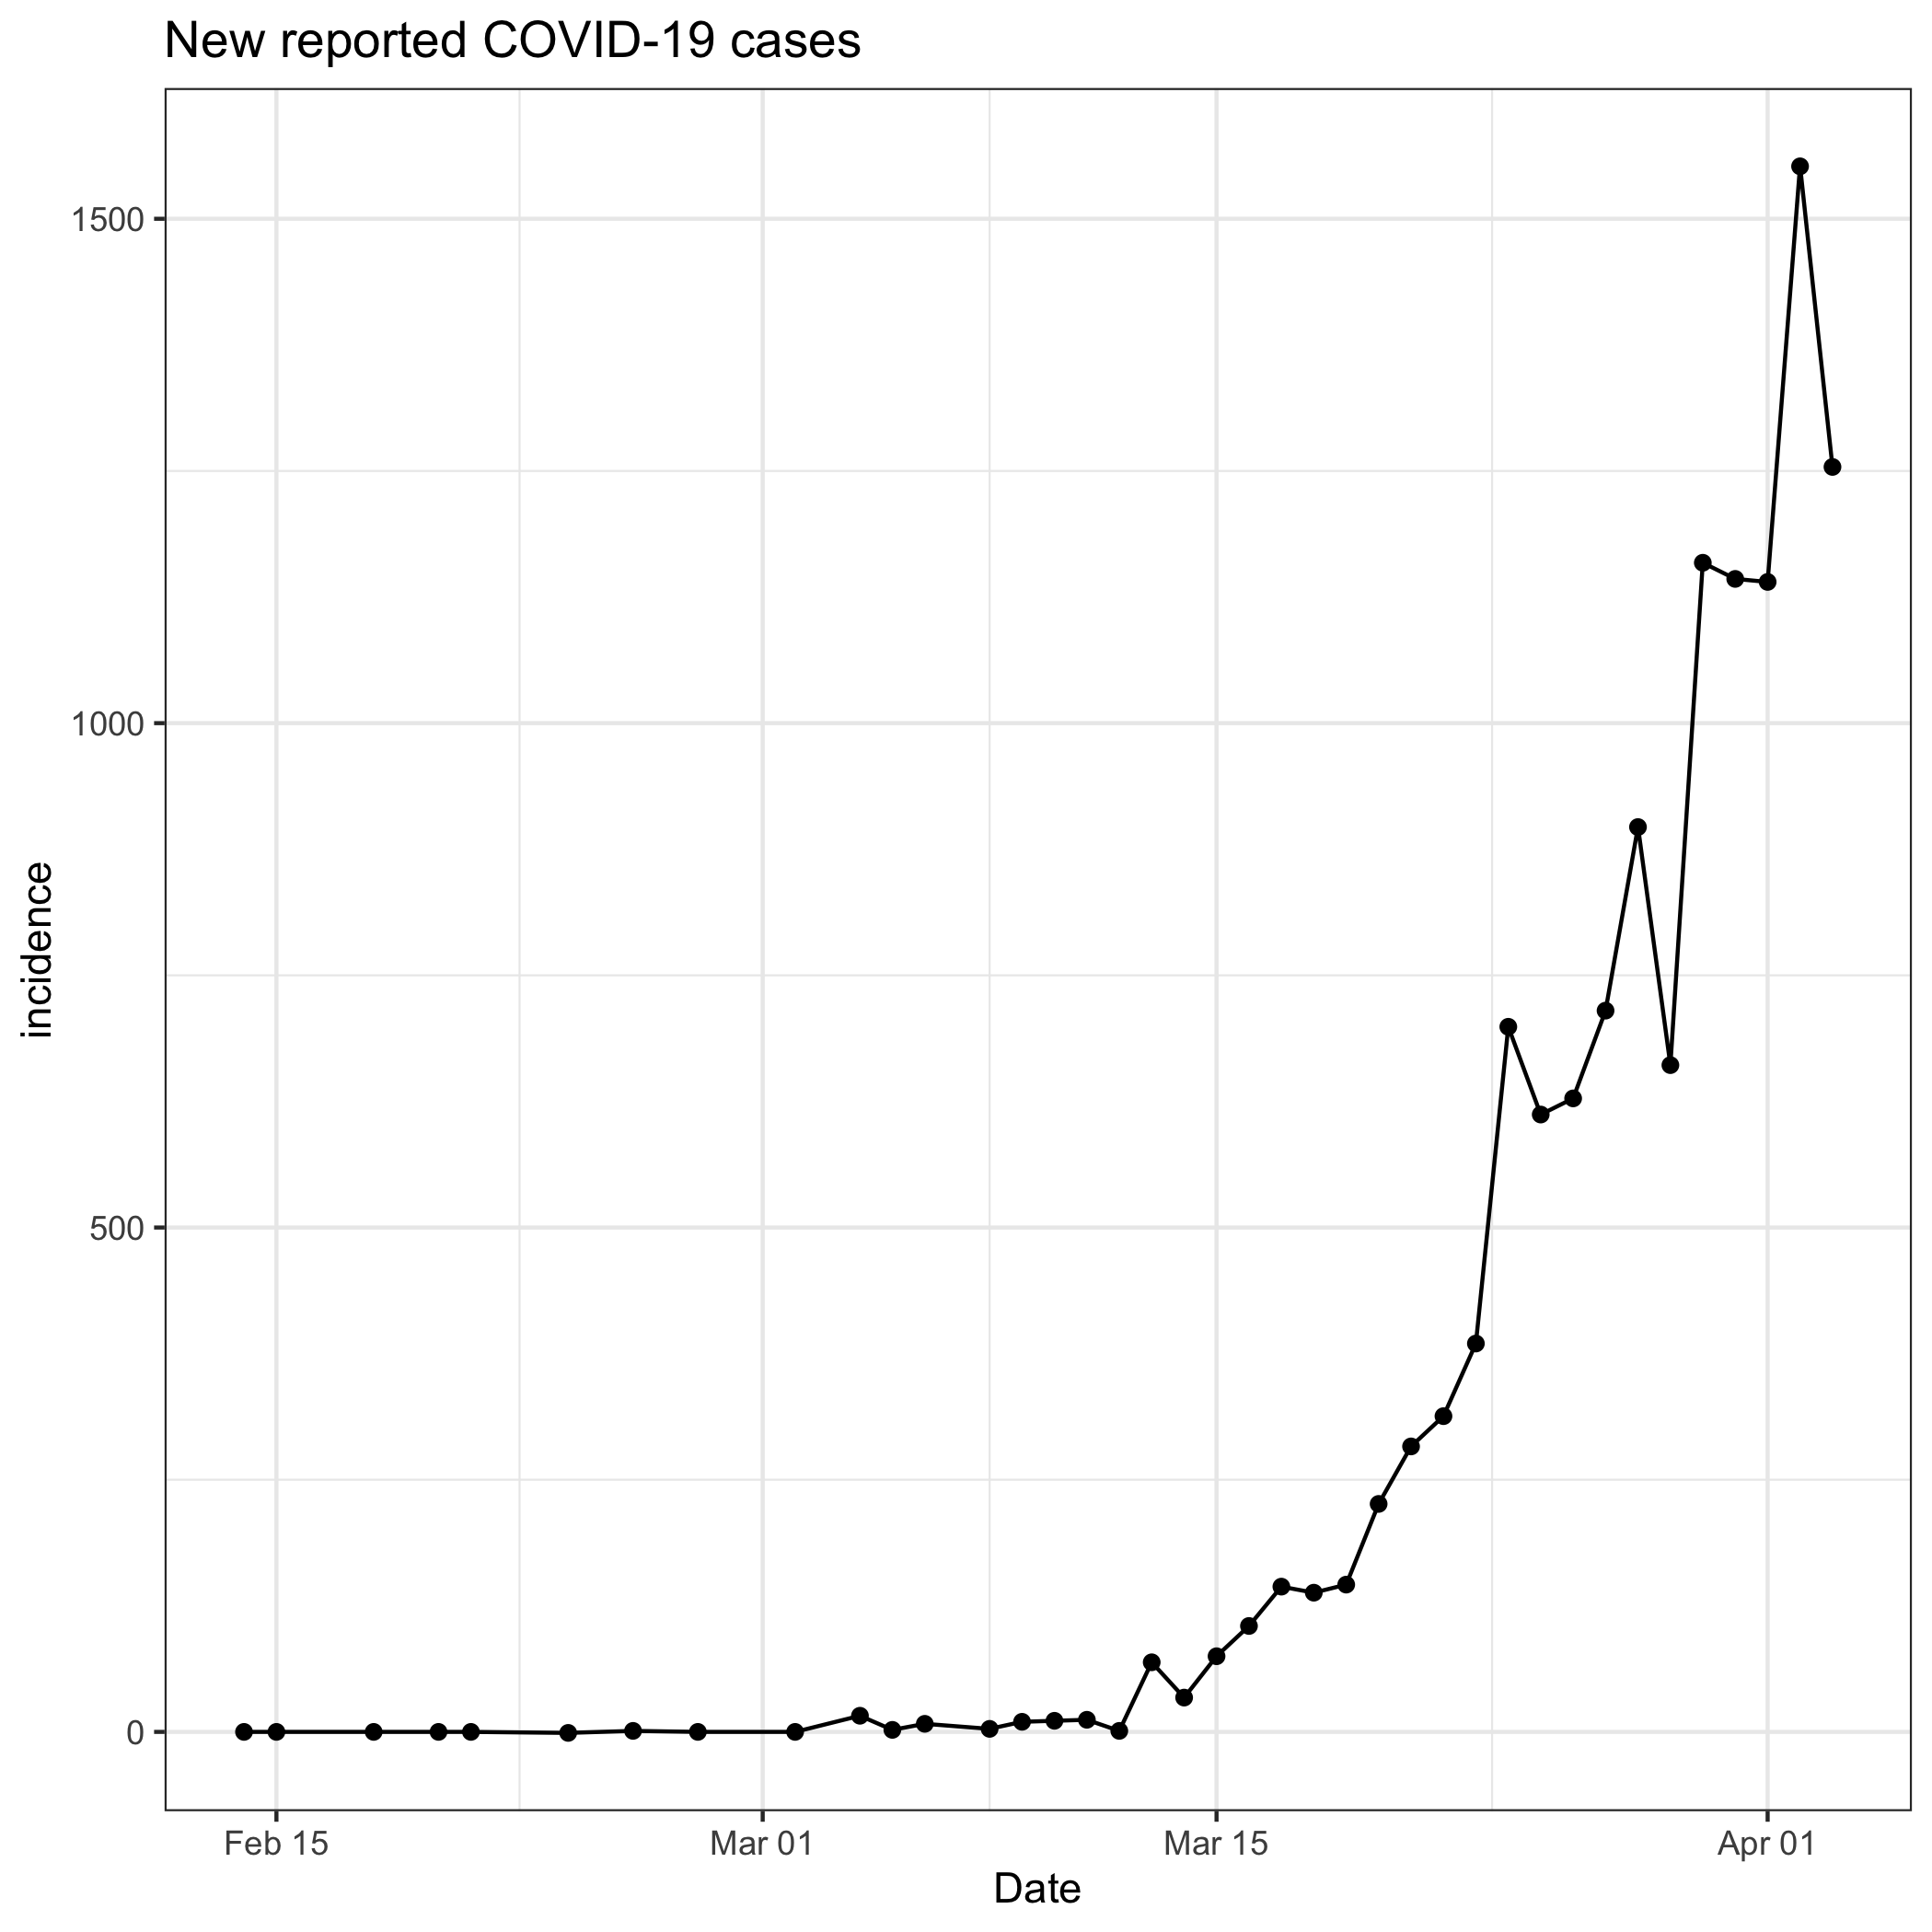 New reported COVID-19 cases
1500
1000
500
0
incidence
Feb 15
Mar 01
Mar 15
Apr 01
Date